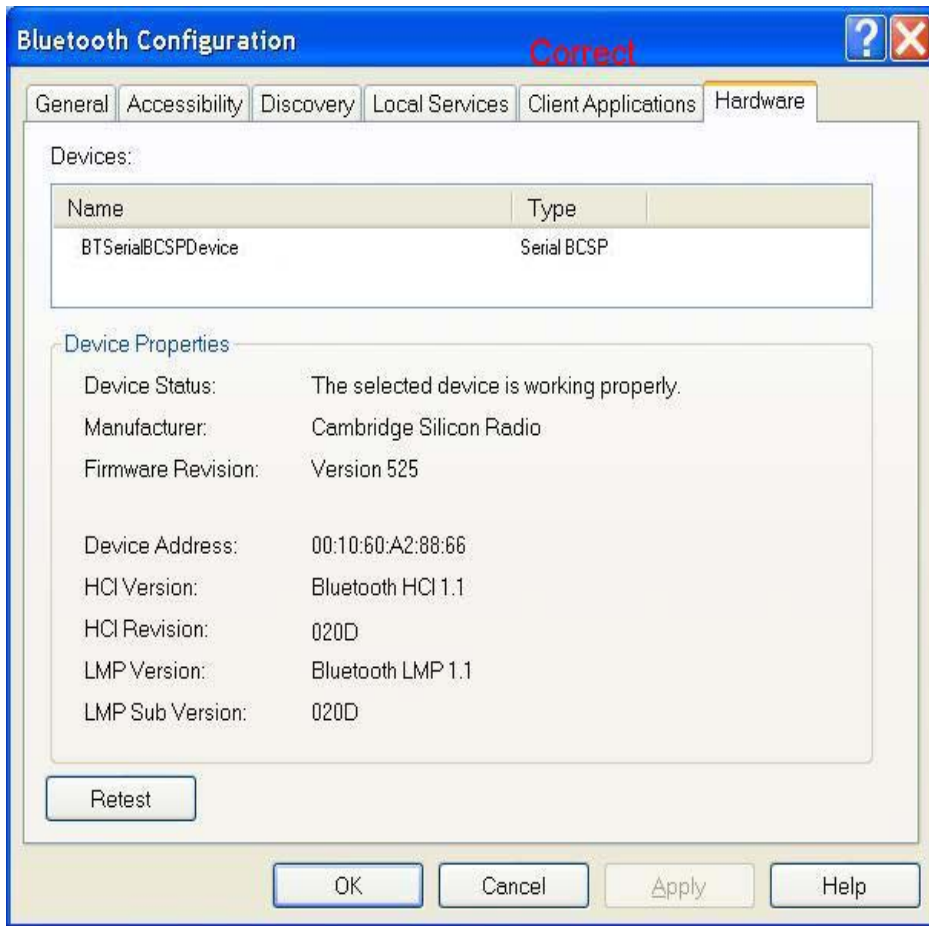 Bluetooth Configuration
Correct
General Accessibility Discovery Local Services Client Applications Hardware
Devices:
Name Type
BTSerialBCSPDevice Serial BCSP
Device Properties
Device Status: The selected device is working properly.
Manufacturer: Cambridge Silicon Radio
Firmware Revision: Version 525
Device Address: 00:10:60:A2:88:66
HCI Version: Bluetooth HCI 1.1
HCI Revision: 020D
LMP Version: Bluetooth LMP 1.1
LMP Sub Version: 020D
Retest
OK Cancel Apply Help